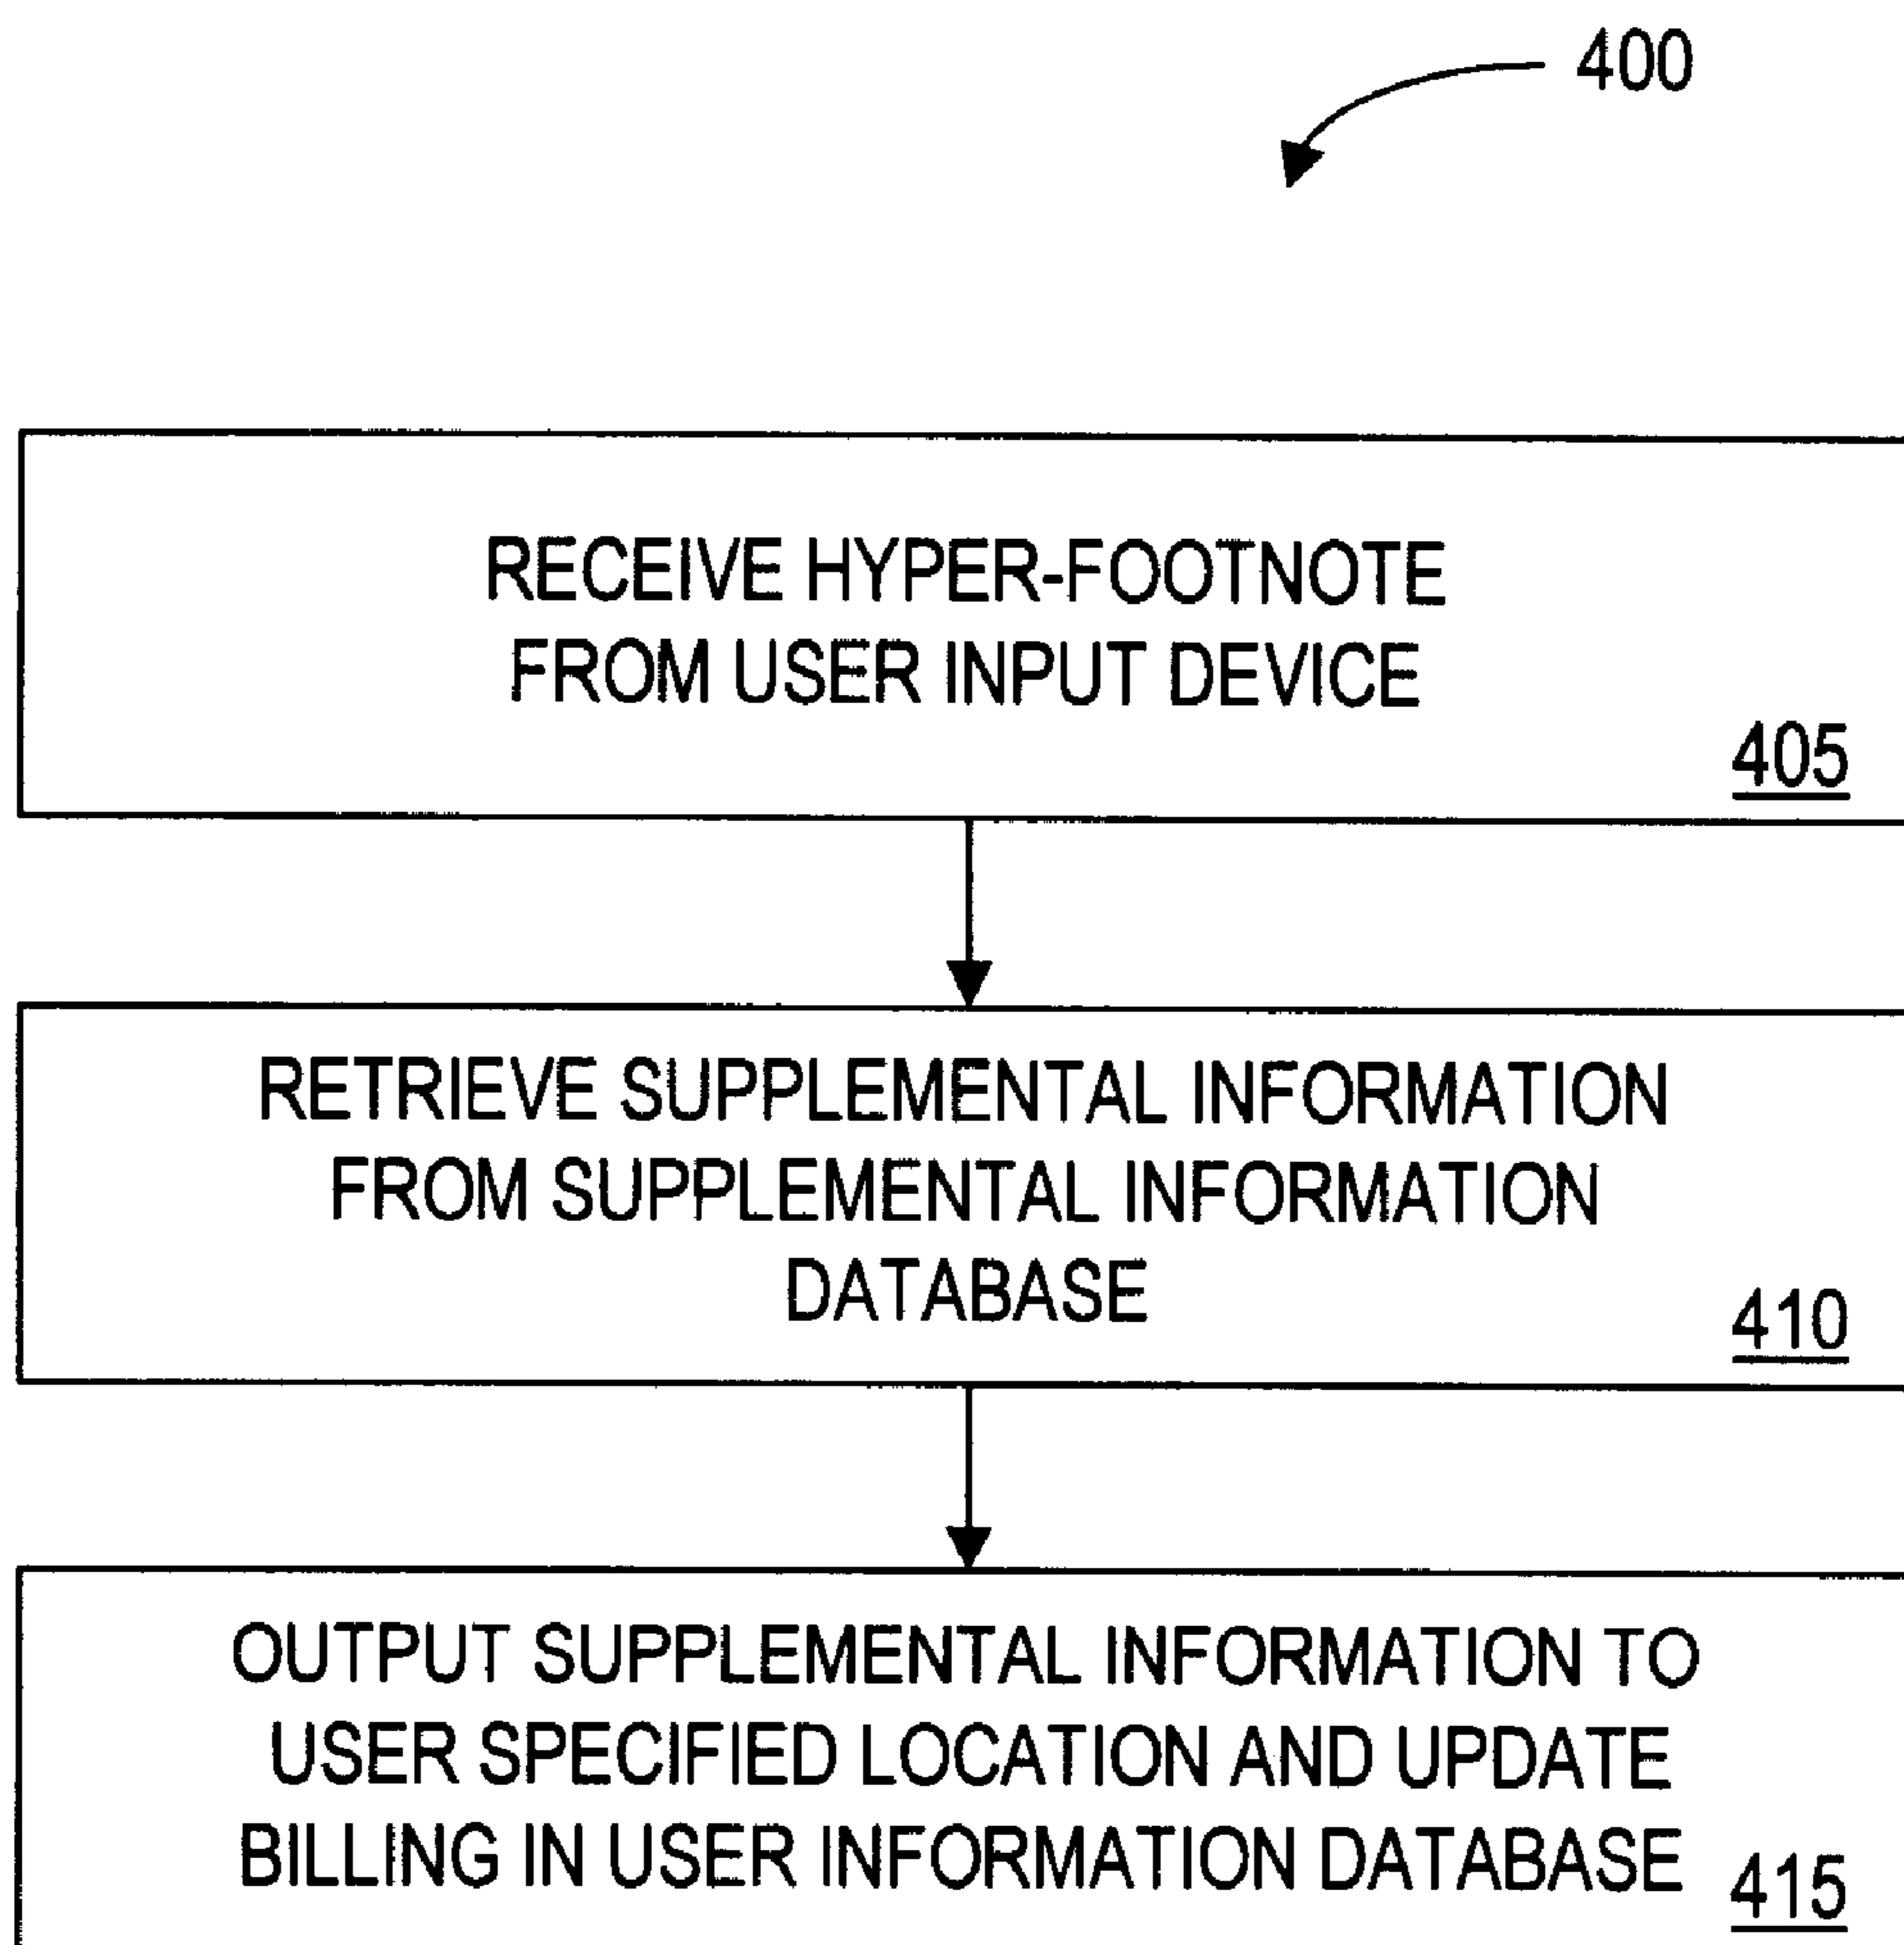 400
RECEIVE HYPER-FOOTNOTE
FROM USER INPUT DEVICE
405
RETRIEVE SUPPLEMENTAL INFORMATION
FROM SUPPLEMENTAL INFORMATION
DATABASE
410
OUTPUT SUPPLEMENTAL INFORMATION TO
USER SPECIFIED LOCATION AND UPDATE
BILLING IN USER INFORMATION DATABASE
415